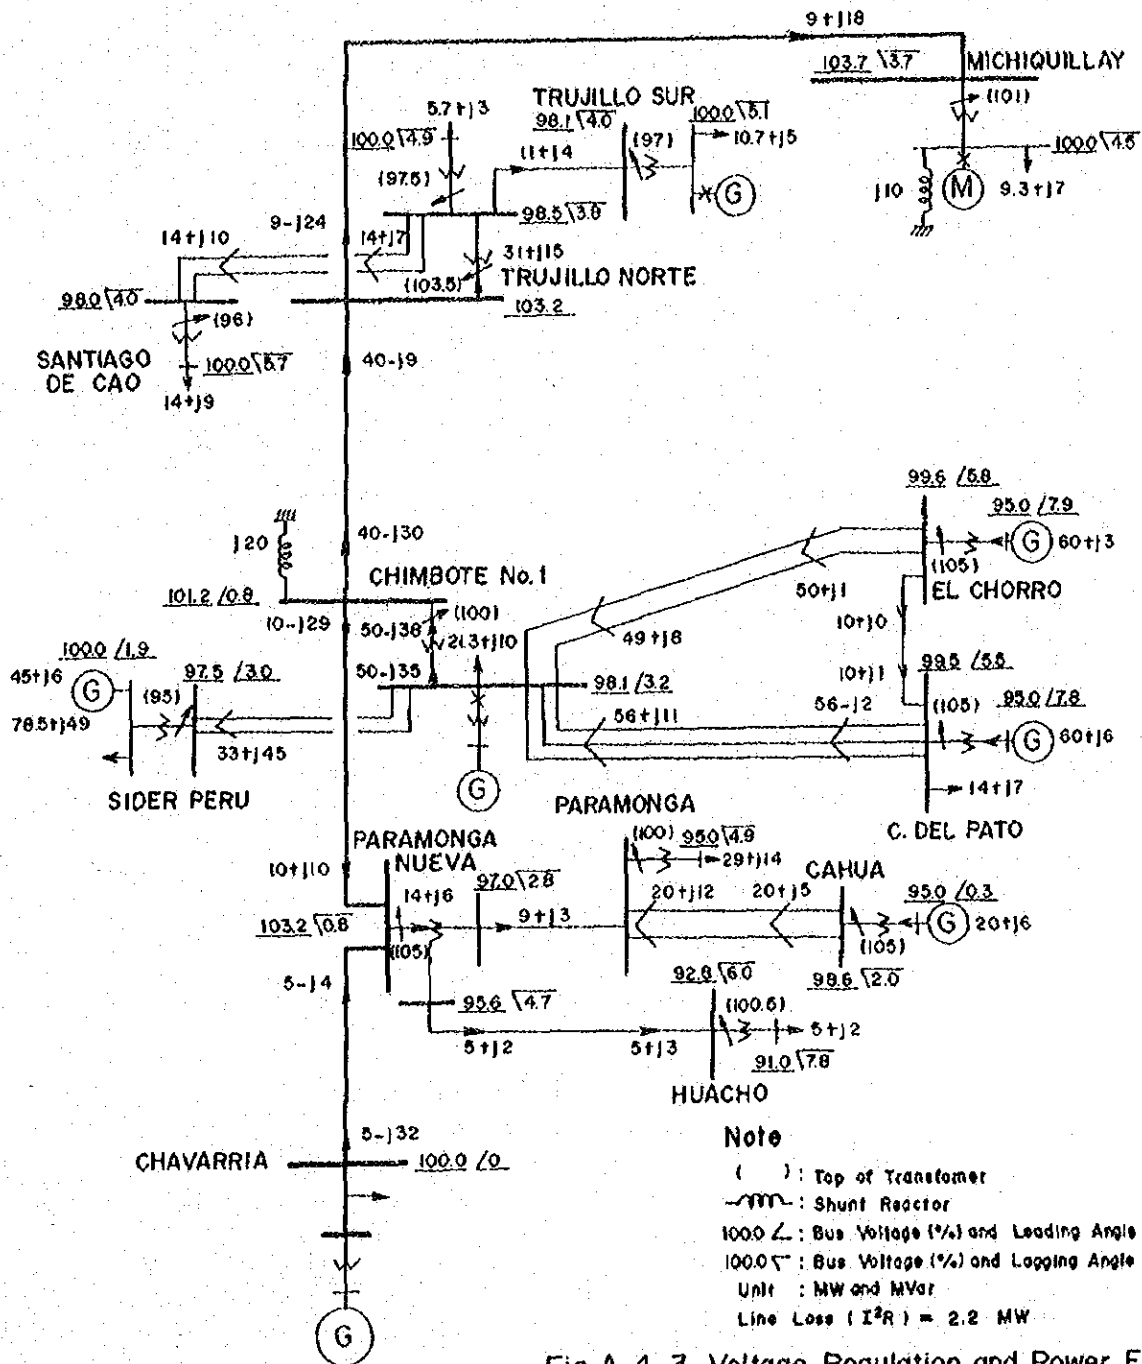 9+j18
103.7 \3.7
MICHIQUILLAY
(101)
TRUJILLO SUR
5.7+j3
98.1\4.0
100.0\5.1
100.0\4.9
(97)
10.7+j5
100.0\4.5
11+j4
(97.5)
G
j10
M
9.3+j7
9-j24
98.5\3.8
14+j10
14+j7
31+j15
(103.5)
TRUJILLO NORTE
98.0\4.0
103.2
(96)
SANTIAGO
DE CAO
100.0\5.7
40-j9
14+j9
99.6 /5.8
95.0 /7.9
j20
40-j30
G
60+j3
CHIMBOTE No.1
(105)
50+j1
EL CHORRO
101.2/0.8
(100)
10-j29
50-j38
21.3+j10
49+j8
10+j0
100.0 /1.9
10+j1
99.5 /5.5
45+j6
G
97.5 /3.0
50-j35
98.1 /3.2
(95)
(105)
95.0 /7.8
78.5+j49
56+j11
56-j2
G
60+j6
33+j45
G
14+j7
SIDER PERU
PARAMONGA
C. DEL PATO
PARAMONGA
NUEVA
(100)
95.0\4.9
10+j10
29+j14
CAHUA
14+j6
97.0\2.8
20+j12
20+j5
95.0 /0.3
103.2\0.8
9+j3
G
20+j6
(105)
(105)
5-j4
92.8\6.0
98.6 \2.0
95.6 \4.7
(100.6)
5+j2
5+j3
5+j2
91.0\7.8
HUACHO
5-j32
CHAVARRIA
100.0 /0
G
Note
( ) : Top of Transfomer
: Shunt Reactor
100.0 ∠ : Bus Voltage (%) and Leading Angle
100.0 : Bus Voltage (%) and Lagging Angle
Unit : MW and MVar
Line Loss (I²R) = 2.2 MW
Fig. A-4-3 Voltage Regulation and Power F